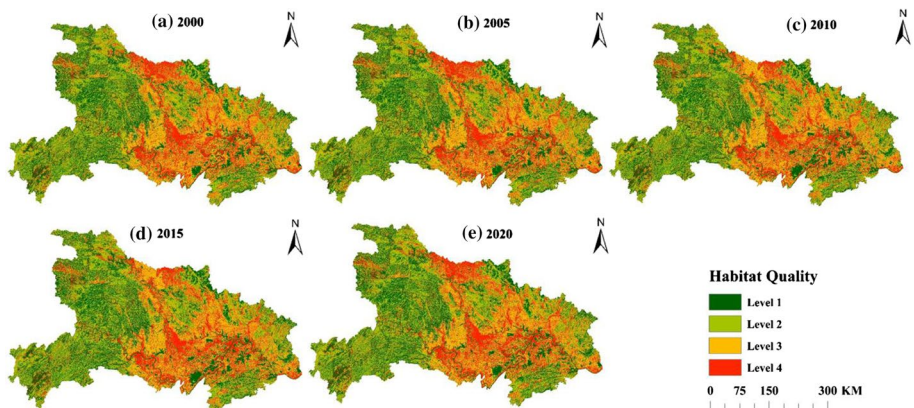 (a) 2000
N
(b) 2005
N
(c) 2010
N
(d) 2015
N
(e) 2020
N
Habitat Quality
Level 1
Level 2
Level 3
Level 4
0 75 150 300 KM